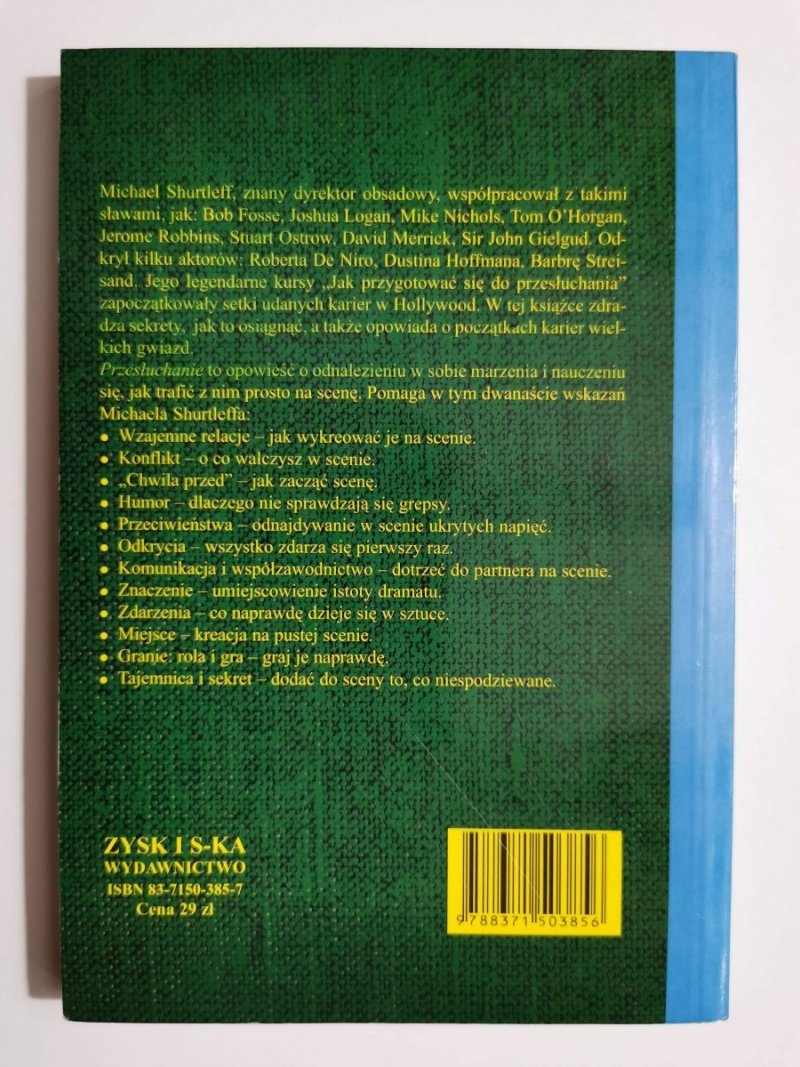 Michael Shurtleff, znany dyrektor obsadowy, współpracował z takimi
sławami, jak: Bob Fosse, Joshua Logan, Mike Nichols, Tom O'Horgan,
Jerome Robbins, Stuart Ostrow, David Merrick, Sir John Gielgud. Od-
krył kilku aktorów: Roberta De Niro, Dustina Hoffmana, Barbrę Strei-
sand. Jego legendarne kursy „Jak przygotować się do przesłuchania”
zapoczątkowały setki udanych karier w Hollywood. W tej książce zdra-
dza sekrety, jak to osiągnąć, a także opowiada o początkach karier wiel-
kich gwiazd.
Przesłuchanie to opowieść o odnalezieniu w sobie marzenia i nauczeniu
się, jak trafić z nim prosto na scenę. Pomaga w tym dwanaście wskazań
Michaela Shurtleffa:
• Wzajemne relacje – jak wykreować je na scenie.
• Konflikt – o co walczysz w scenie.
• „Chwila przed” – jak zacząć scenę.
• Humor – dlaczego nie sprawdzają się grepsy.
• Przeciwieństwa – odnajdywanie w scenie ukrytych napięć.
• Odkrycia – wszystko zdarza się pierwszy raz.
• Komunikacja i współzawodnictwo – dotrzeć do partnera na scenie.
• Znaczenie – umiejscowienie istoty dramatu.
• Zdarzenia – co naprawdę dzieje się w sztuce.
• Miejsce – kreacja na pustej scenie.
• Granie: rola i gra – graj je naprawdę.
• Tajemnica i sekret – dodać do sceny to, co niespodziewane.
ZYSK I S-KA
WYDAWNICTWO
ISBN 83-7150-385-7
Cena 29 zł
9 788371 503856